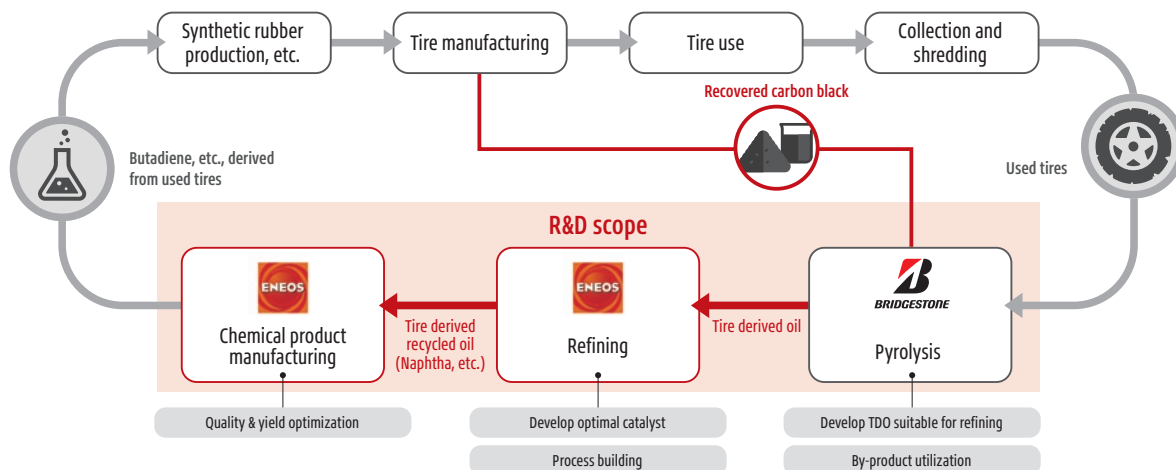 Synthetic rubber
production, etc.
Tire manufacturing
Tire use
Collection and
shredding
Recovered carbon black
Butadiene, etc., derived
from used tires
Used tires
R&D scope
ENEOS
Chemical product
manufacturing
Tire derived
recycled oil
(Naphtha, etc.)
ENEOS
Refining
Tire derived oil
BRIDGESTONE
Pyrolysis
Quality & yield optimization
Develop optimal catalyst
Process building
Develop TDO suitable for refining
By-product utilization